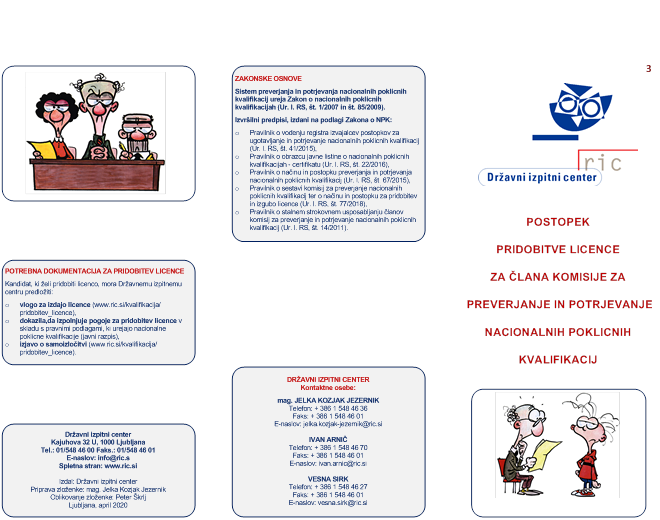 3
ZAKONSKE OSNOVE
Sistem preverjanja in potrjevanja nacionalnih poklicnih
kvalifikacij ureja Zakon o nacionalnih poklicnih
kvalifikacijah (Ur. l. RS, št. 1/2007 in št. 85/2009).
Izvršilni predpisi, izdani na podlagi Zakona o NPK:
o Pravilnik o vodenju registra izvajalcev postopkov za
ugotavljanje in potrjevanje nacionalnih poklicnih kvalifikacij
(Ur. l. RS, št. 41/2015),
o Pravilnik o obrazcu javne listine o nacionalnih poklicnih
kvalifikacijah - certifikatu (Ur. l. RS, št. 22/2016),
o Pravilnik o načinu in postopku preverjanja in potrjevanja
nacionalnih poklicnih kvalifikacij (Ur. l. RS, št. 67/2015),
o Pravilnik o sestavi komisij za preverjanje nacionalnih
poklicnih kvalifikacij ter o načinu in postopku za pridobitev
in izgubo licence (Ur. l. RS, št. 77/2018),
o Pravilnik o stalnem strokovnem usposabljanju članov
komisij za preverjanje in potrjevanje nacionalnih poklicnih
kvalifikacij (Ur. l. RS, št. 14/2011).
POTREBNA DOKUMENTACIJA ZA PRIDOBITEV LICENCE
Kandidat, ki želi pridobiti licenco, mora Državnemu izpitnemu
centru predložiti:
o vlogo za izdajo licence (www.ric.si/kvalifikacija/
pridobitev_licence),
o dokazila,da izpolnjuje pogoje za pridobitev licence v
skladu s pravnimi podlagami, ki urejajo nacionalne
poklicne kvalifikacije (javni razpis),
o izjavo o samoizločitvi (www.ric.si/kvalifikacija/
pridobitev_licence).
Državni izpitni center
Kajuhova 32 U, 1000 Ljubljana
Tel.: 01/548 46 00 Faks.: 01/548 46 01
E-naslov: info@ric.s
Spletna stran: www.ric.si
Izdal: Državni izpitni center
Priprava zloženke: mag. Jelka Kozjak Jezernik
Oblikovanje zloženke: Peter Škrlj
Ljubljana, april 2020
DRŽAVNI IZPITNI CENTER
Kontaktne osebe:
mag. JELKA KOZJAK JEZERNIK
Telefon: + 386 1 548 46 36
Faks: + 386 1 548 46 01
E-naslov: jelka.kozjak-jezernik@ric.si
IVAN ARNIČ
Telefon: + 386 1 548 46 70
Faks: + 386 1 548 46 01
E-naslov: ivan.arnic@ric.si
VESNA SIRK
Telefon: + 386 1 548 46 27
Faks: + 386 1 548 46 01
E-naslov: vesna.sirk@ric.si
ric
Državni izpitni center
POSTOPEK
PRIDOBITVE LICENCE
ZA ČLANA KOMISIJE ZA
PREVERJANJE IN POTRJEVANJE
NACIONALNIH POKLICNIH
KVALIFIKACIJ